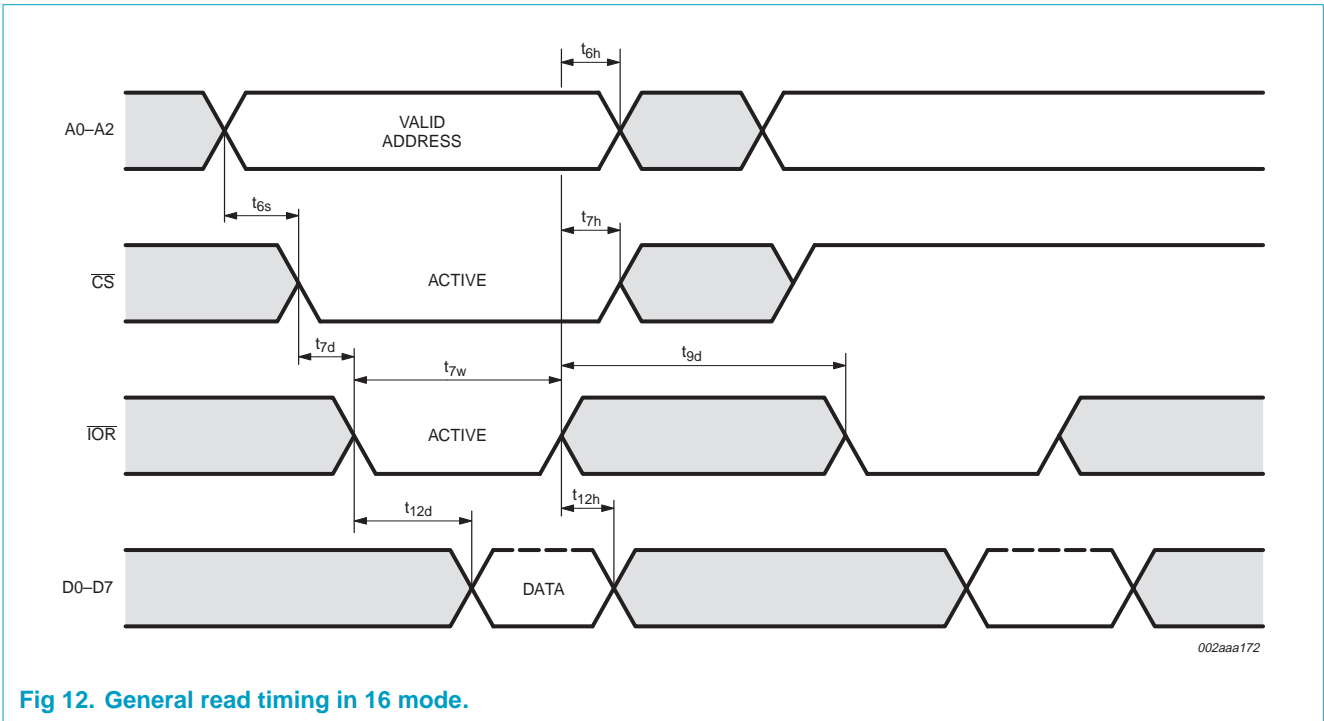 t6h
A0–A2
VALID
ADDRESS
t6s
t7h
CS
ACTIVE
t7d
t7w
t9d
IOR
ACTIVE
t12d
t12h
D0–D7
DATA
002aaa172
Fig 12. General read timing in 16 mode.